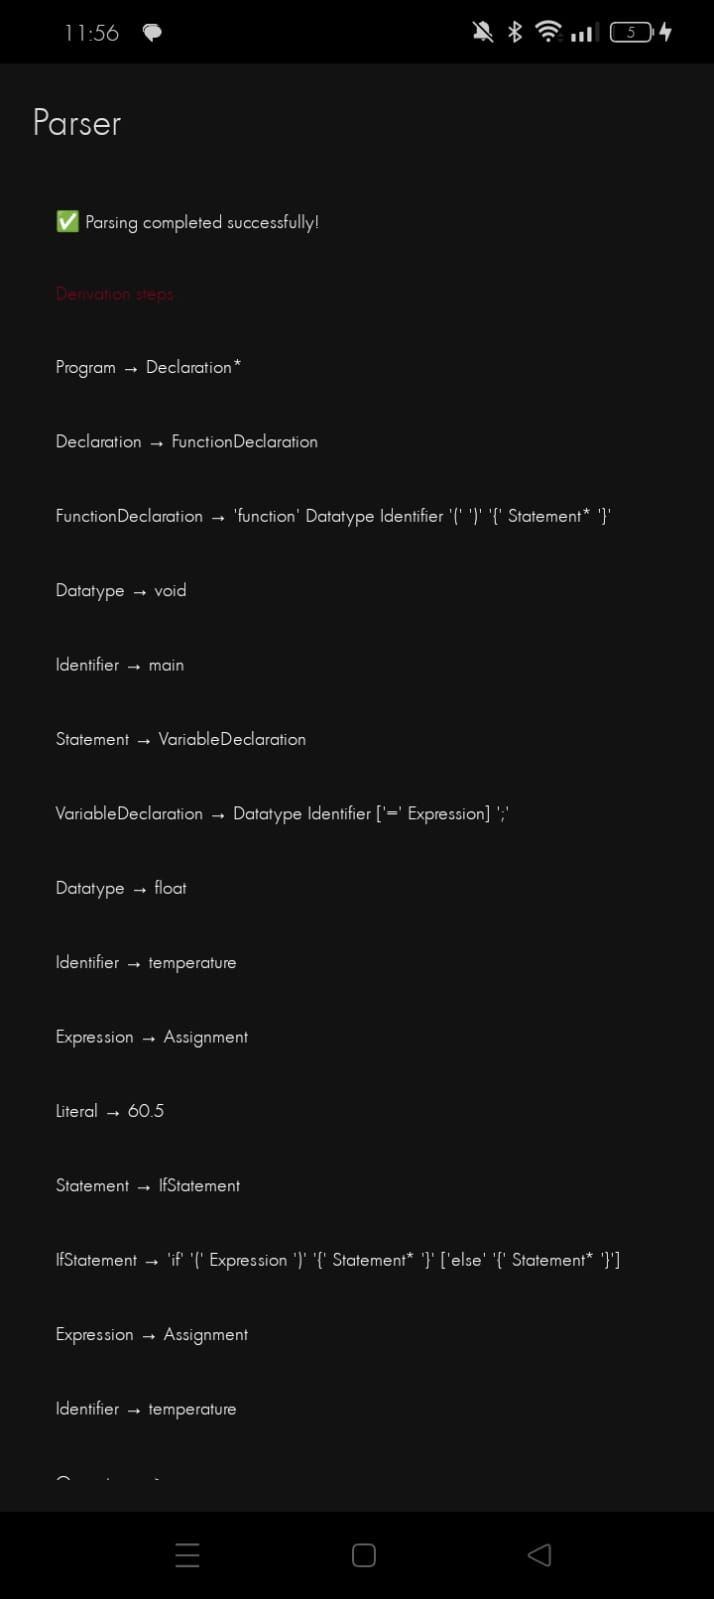 11:56
5
Parser
✅ Parsing completed successfully!
Derivation steps:
Program → Declaration*
Declaration → FunctionDeclaration
FunctionDeclaration → 'function' Datatype Identifier '(' ')' '{' Statement* '}'
Datatype → void
Identifier → main
Statement → VariableDeclaration
VariableDeclaration → Datatype Identifier ['=' Expression] ';'
Datatype → float
Identifier → temperature
Expression → Assignment
Literal → 60.5
Statement → IfStatement
IfStatement → 'if' '(' Expression ')' '{' Statement* '}' ['else' '{' Statement* '}']
Expression → Assignment
Identifier → temperature